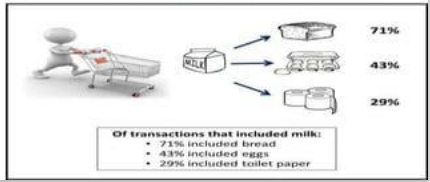 71%
MILK
43%
29%
Of transactions that included milk:
• 71% included bread
• 43% included eggs
• 29% included toilet paper